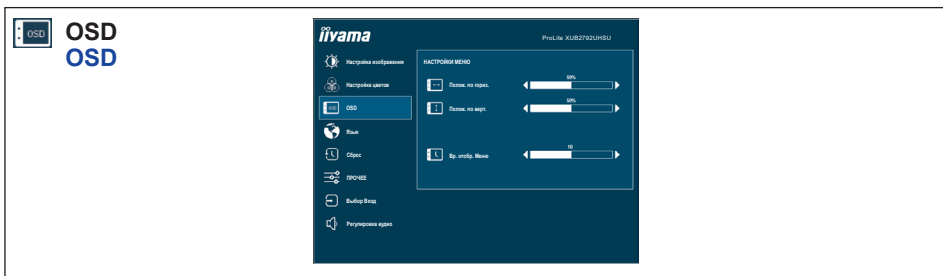 OSD
OSD
OSD
iiyama
ProLite XUB2792UHSU
Настройка изображения
Настройка цветов
OSD
OSD
Язык
Сброс
ПРОЧЕЕ
Выбор Вход
Регулировка аудио
НАСТРОЙКИ МЕНЮ
Полож. по гориз.
50%
Полож. по верт.
50%
Вр. отобр. Меню
10